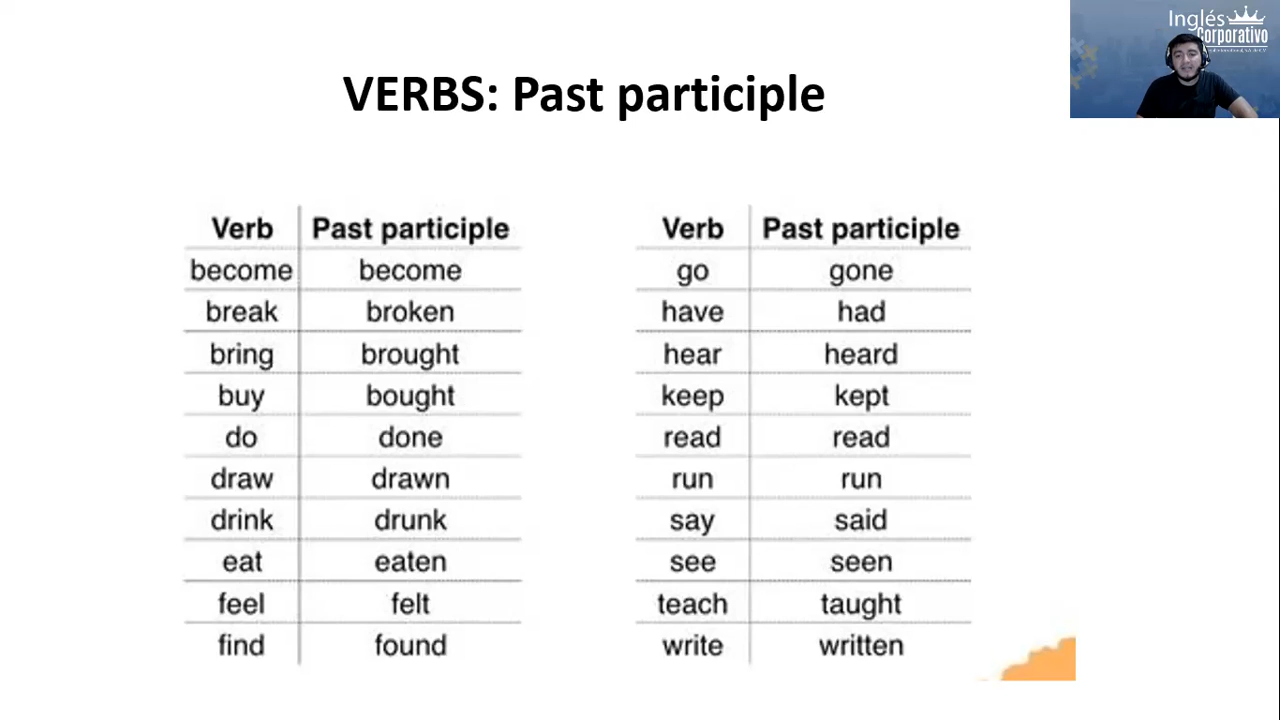 Inglés
Corporativo
VERBS: Past participle
Verb Past participle
become become
break broken
bring brought
buy bought
do done
draw drawn
drink drunk
eat eaten
feel felt
find found
Verb Past participle
go gone
have had
hear heard
keep kept
read read
run run
say said
see seen
teach taught
write written